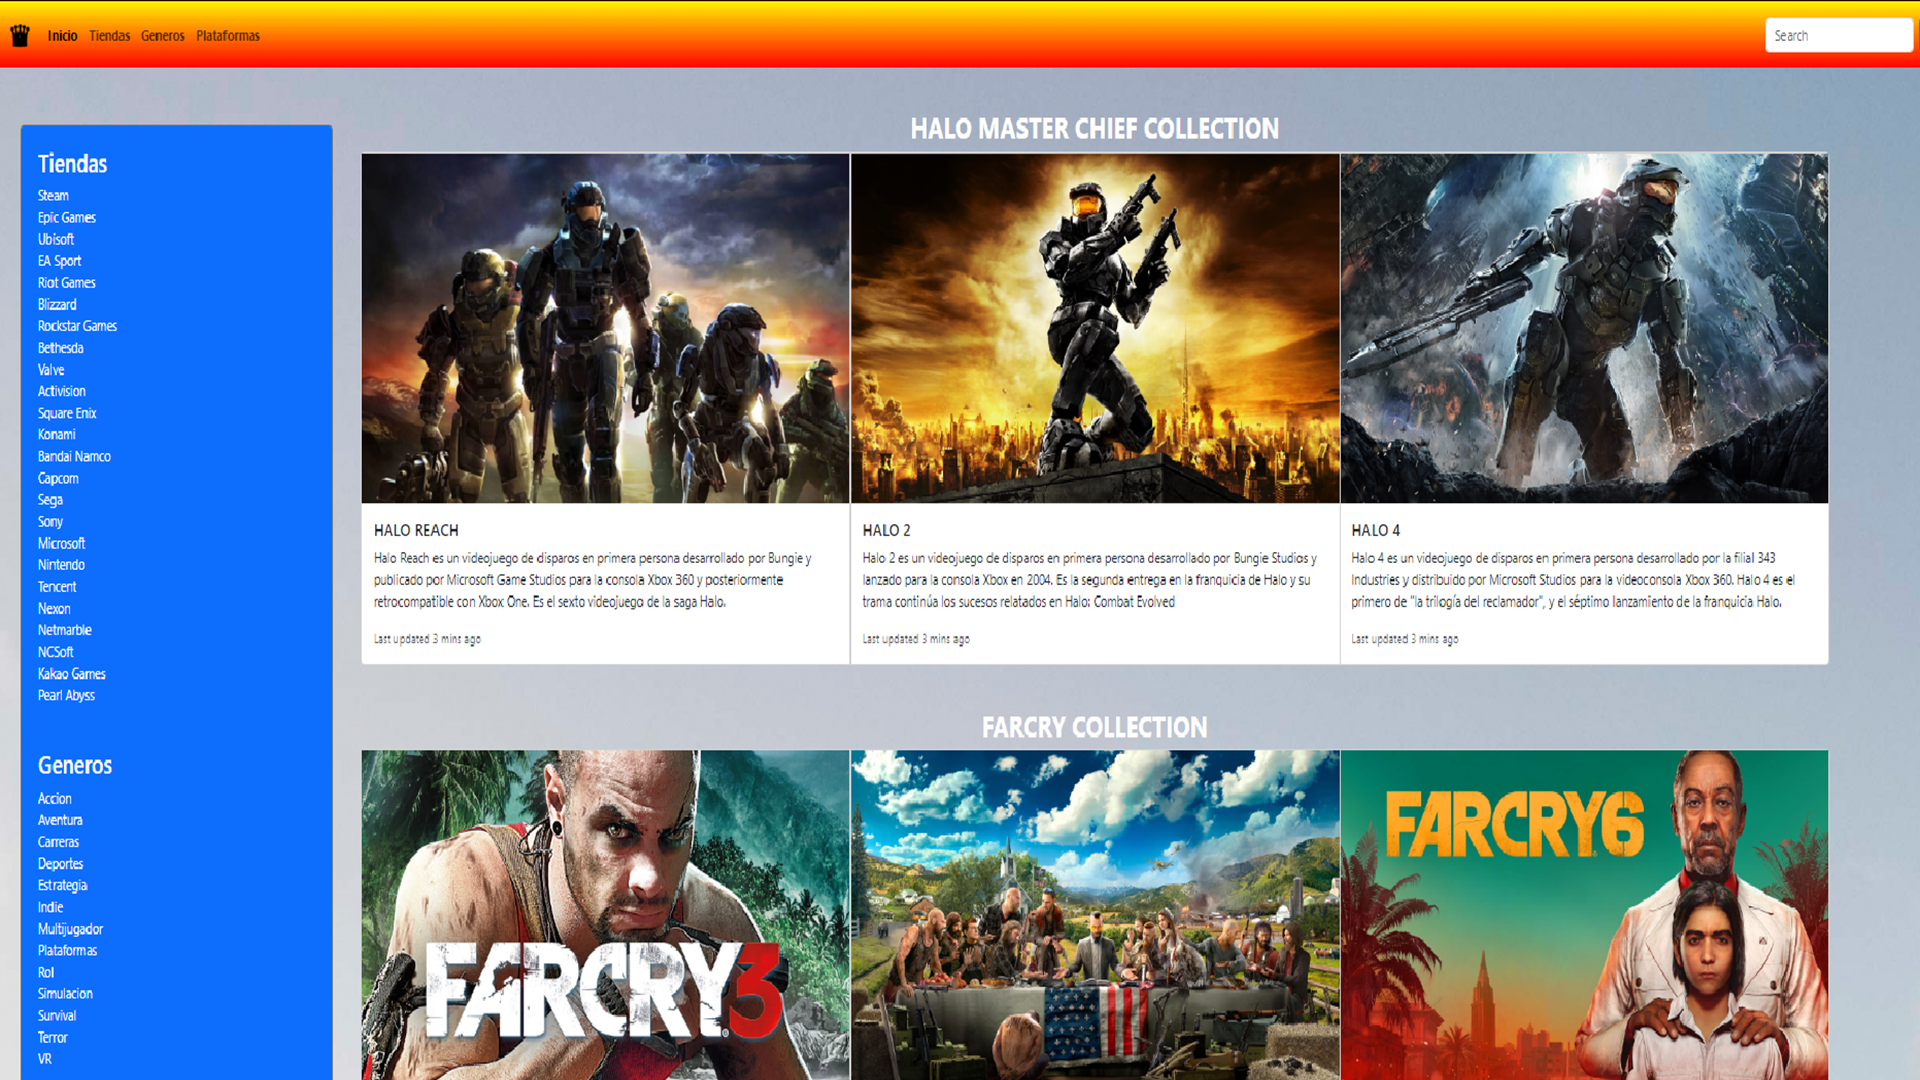 Inicio Tiendas Generos Plataformas
Search
Tiendas
Steam
Epic Games
Ubisoft
EA Sport
Riot Games
Blizzard
Rockstar Games
Bethesda
Valve
Activision
Square Enix
Konami
Bandai Namco
Capcom
Sega
Sony
Microsoft
Nintendo
Tencent
Nexon
Netmarble
NCSoft
Kakao Games
Pearl Abyss
Generos
Accion
Aventura
Carreras
Deportes
Estrategia
Indie
Multijugador
Plataformas
Rol
Simulacion
Survival
Terror
VR
HALO MASTER CHIEF COLLECTION
HALO REACH
Halo Reach es un videojuego de disparos en primera persona desarrollado por Bungie y
publicado por Microsoft Game Studios para la consola Xbox 360 y posteriormente
retrocompatible con Xbox One. Es el sexto videojuego de la saga Halo.
Last updated 3 mins ago
HALO 2
Halo 2 es un videojuego de disparos en primera persona desarrollado por Bungie Studios y
lanzado para la consola Xbox en 2004. Es la segunda entrega en la franquicia de Halo y su
trama continúa los sucesos relatados en Halo: Combat Evolved
Last updated 3 mins ago
HALO 4
Halo 4 es un videojuego de disparos en primera persona desarrollado por la filial 343
Industries y distribuido por Microsoft Studios para la videoconsola Xbox 360. Halo 4 es el
primero de "la trilogía del reclamador", y el séptimo lanzamiento de la franquicia Halo.
Last updated 3 mins ago
FARCRY COLLECTION
FARCRY 3
FARCRY 6